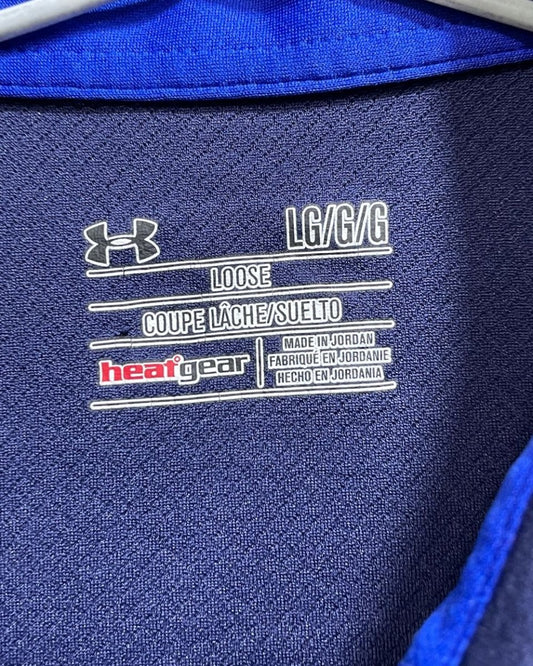 LG/G/G
LOOSE
COUPE LÂCHE/SUELTO
heatgear
MADE IN JORDAN
FABRIQUÉ EN JORDANIE
HECHO EN JORDANIA